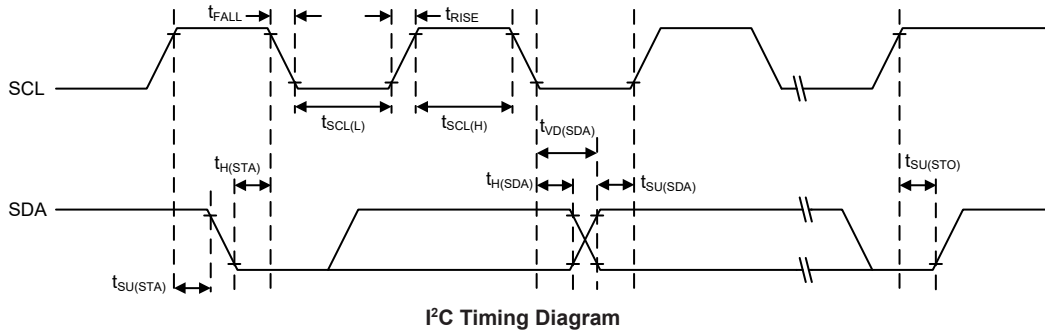 tFALL
tRISE
SCL
tSCL(L)
tSCL(H)
tVD(SDA)
tH(STA)
tH(SDA)
tSU(SDA)
tSU(STO)
SDA
tSU(STA)
I²C Timing Diagram